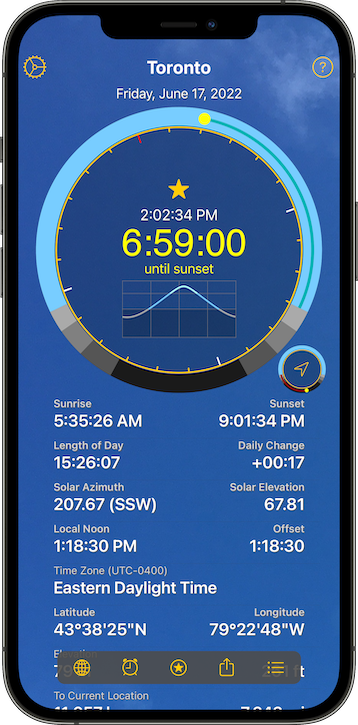 Toronto
Friday, June 17, 2022
2:02:34 PM
6:59:00
until sunset
Sunrise Sunset
5:35:26 AM 9:01:34 PM
Length of Day Daily Change
15:26:07 +00:17
Solar Azimuth Solar Elevation
207.67 (SSW) 67.81
Local Noon Offset
1:18:30 PM 1:18:30
Time Zone (UTC-0400)
Eastern Daylight Time
Latitude Longitude
43°38'25"N 79°22'48"W
To Current Location